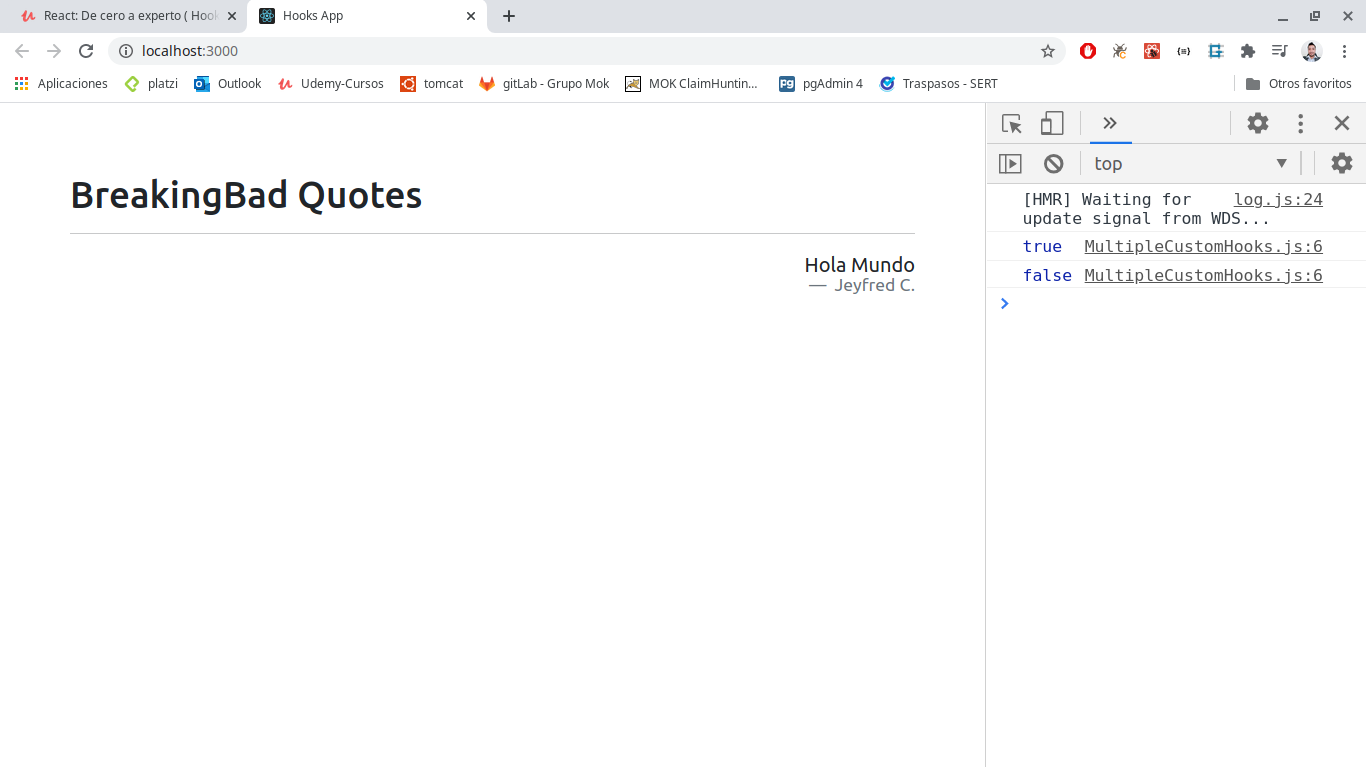 React: De cero a experto ( Hook
Hooks App
localhost:3000
Aplicaciones platzi Outlook Udemy-Cursos tomcat gitLab - Grupo Mok MOK ClaimHuntin... pgAdmin 4 Traspasos - SERT Otros favoritos
BreakingBad Quotes
Hola Mundo
— Jeyfred C.
top
[HMR] Waiting for log.js:24
update signal from WDS...
true MultipleCustomHooks.js:6
false MultipleCustomHooks.js:6